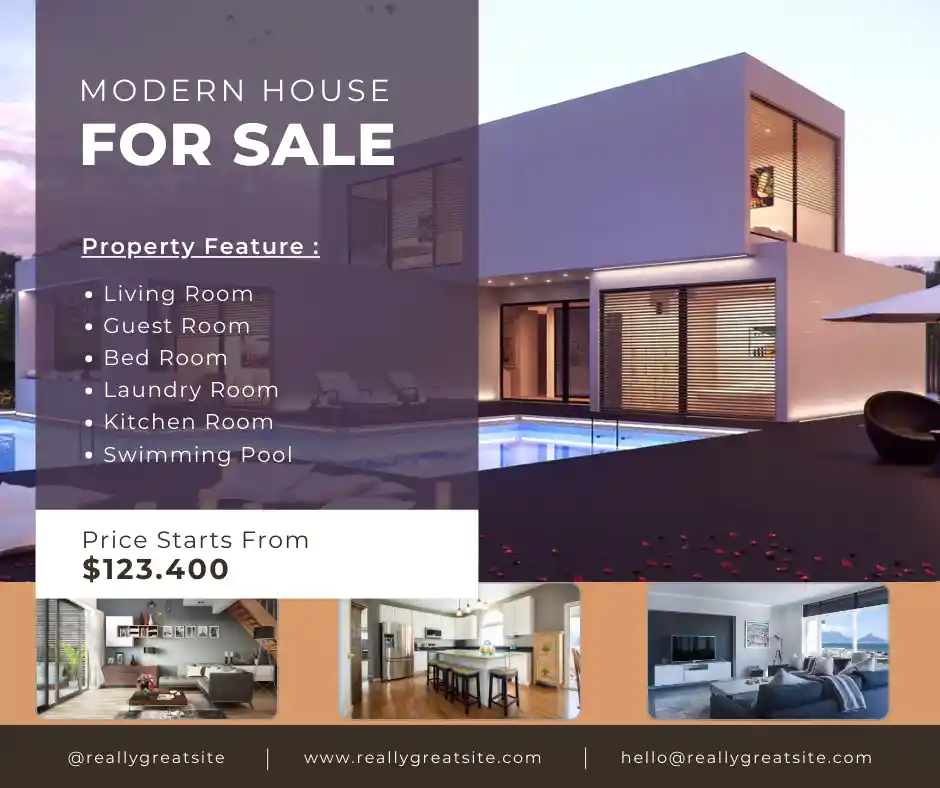 MODERN HOUSE
FOR SALE
Property Feature :
• Living Room
• Guest Room
• Bed Room
• Laundry Room
• Kitchen Room
• Swimming Pool
Price Starts From
$123.400
@reallygreatsite | www.reallygreatsite.com | hello@reallygreatsite.com